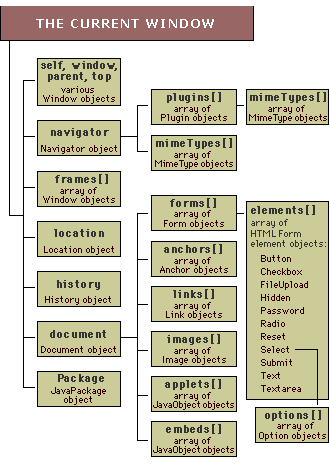 THE CURRENT WINDOW
self, window,
parent, top
various
Window objects
navigator
Navigator object
plugins[]
array of
Plugin objects
mimeTypes[]
array of
MimeType objects
mimeTypes[]
array of
MimeType objects
frames[]
array of
Window objects
location
Location object
history
History object
document
Document object
Package
JavaPackage
object
forms[]
array of
Form objects
anchors[]
array of
Anchor objects
links[]
array of
Link objects
images[]
array of
Image objects
applets[]
array of
JavaObject objects
embeds[]
array of
JavaObject objects
elements[]
array of
HTML Form
element objects:
Button
Checkbox
FileUpload
Hidden
Password
Radio
Reset
Select
Submit
Text
Textarea
options[]
array of
Option objects